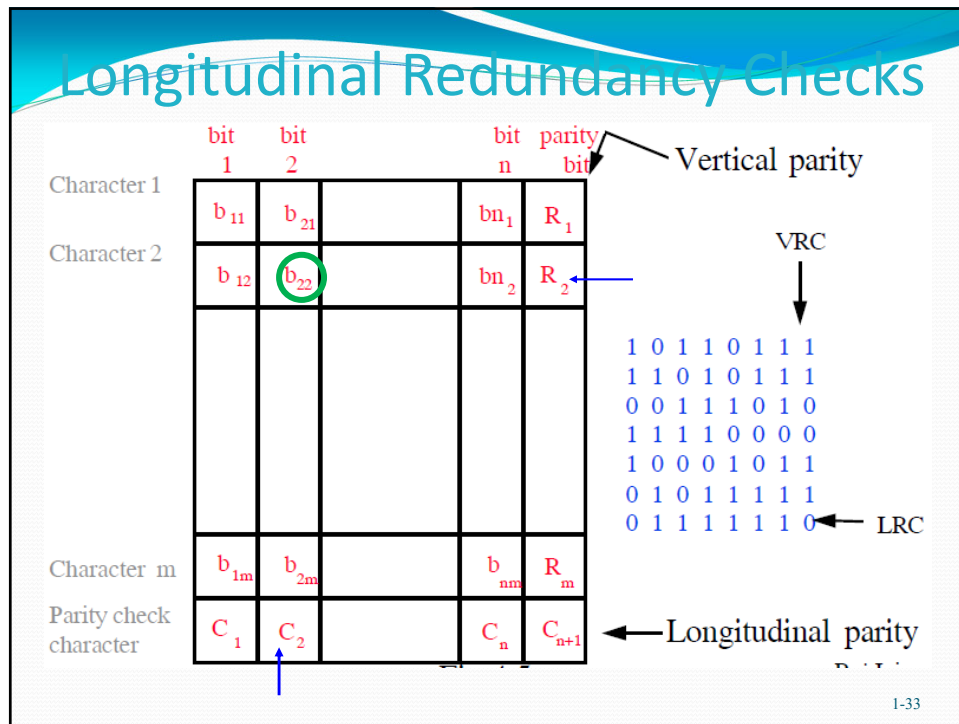 Longitudinal Redundancy Checks
bit bit bit parity
1 2 n bit
Vertical parity
Character 1
b11 b21 bn1 R1
Character 2
b12 b22 bn2 R2
VRC
1 0 1 1 0 1 1 1
1 1 0 1 0 1 1 1
0 0 1 1 1 0 1 0
1 1 1 1 0 0 0 0
1 0 0 0 1 0 1 1
0 1 0 1 1 1 1 1
0 1 1 1 1 1 1 0
LRC
Character m
b1m b2m bnm Rm
Parity check
character
C1 C2 Cn Cn+1
Longitudinal parity
1-33